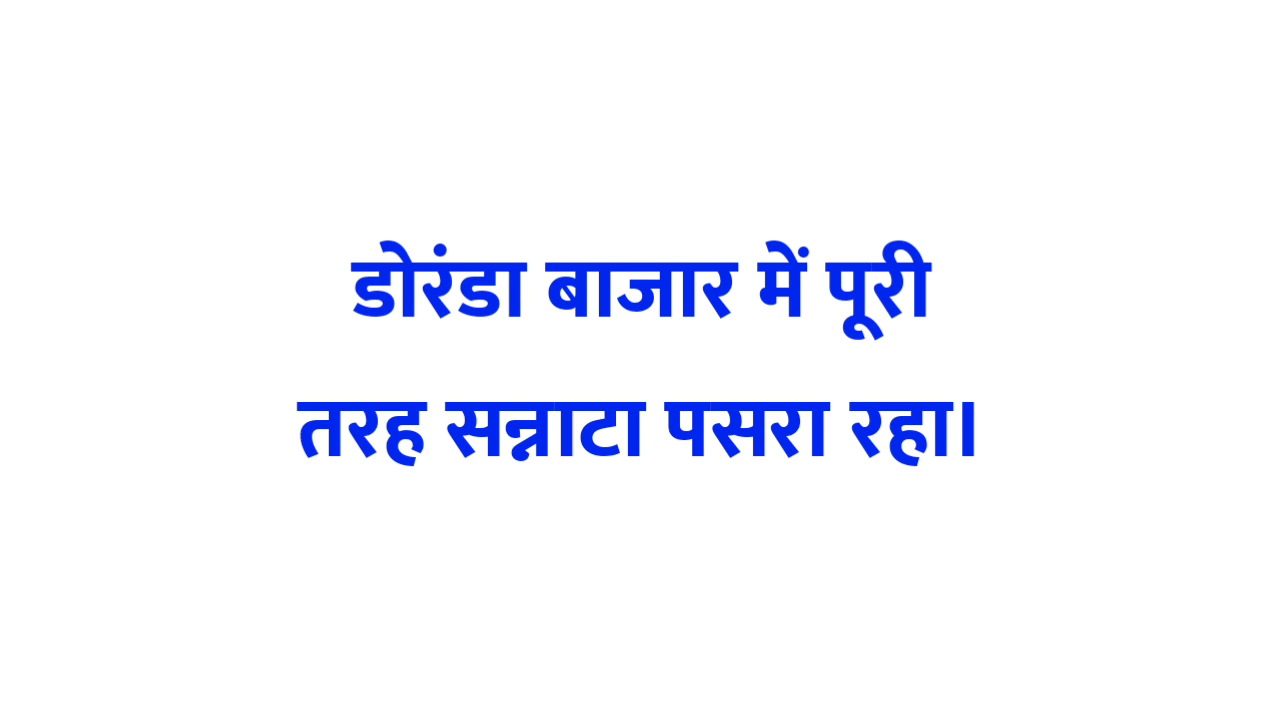 डोरंडा बाजार में पूरी
तरह सन्नाटा पसरा रहा।